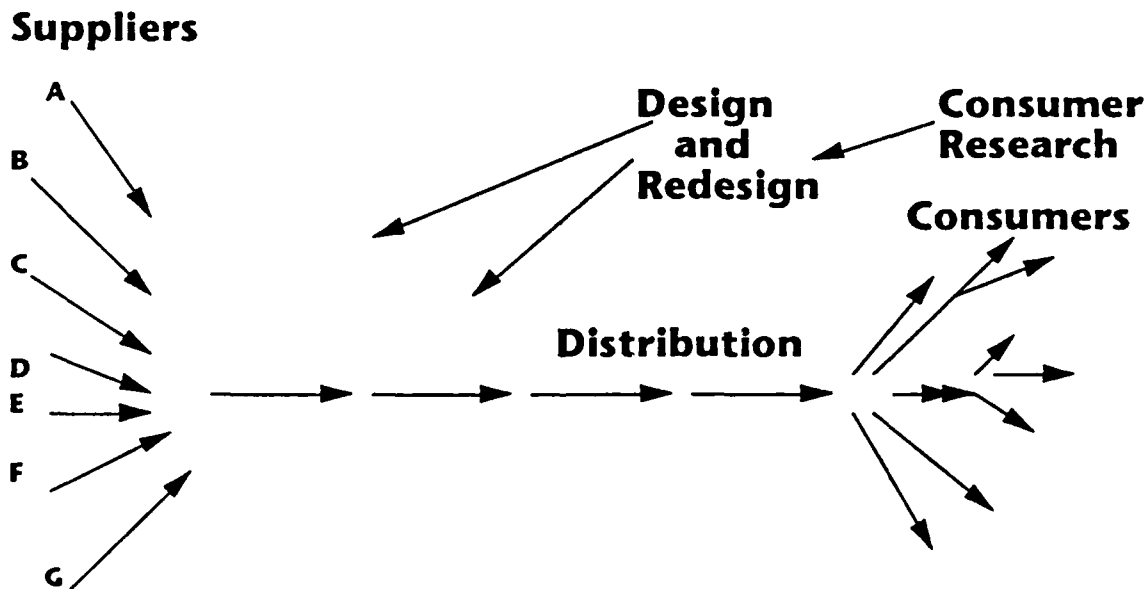 Suppliers
A
B
C
D
E
F
G
Design
and
Redesign
Consumer
Research
Consumers
Distribution